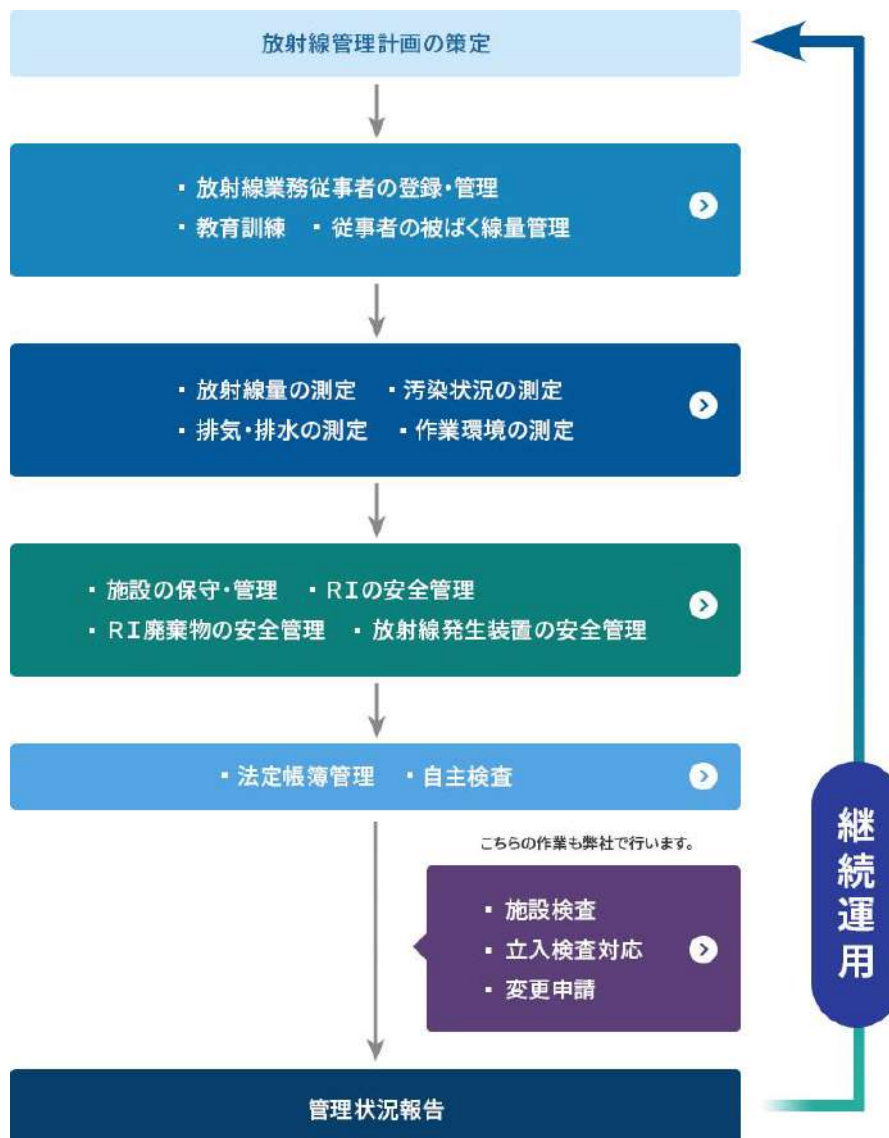 放射線管理計画の策定
▪ 放射線業務従事者の登録・管理
▪ 教育訓練 ▪ 従事者の被ばく線量管理
▪ 放射線量の測定 ▪ 汚染状況の測定
▪ 排気・排水の測定 ▪ 作業環境の測定
▪ 施設の保守・管理 ▪ RIの安全管理
▪ RI廃棄物の安全管理 ▪ 放射線発生装置の安全管理
▪ 法定帳簿管理 ▪ 自主検査
こちらの作業も弊社で行います。
▪ 施設検査
▪ 立入検査対応
▪ 変更申請
管理状況報告
継続運用